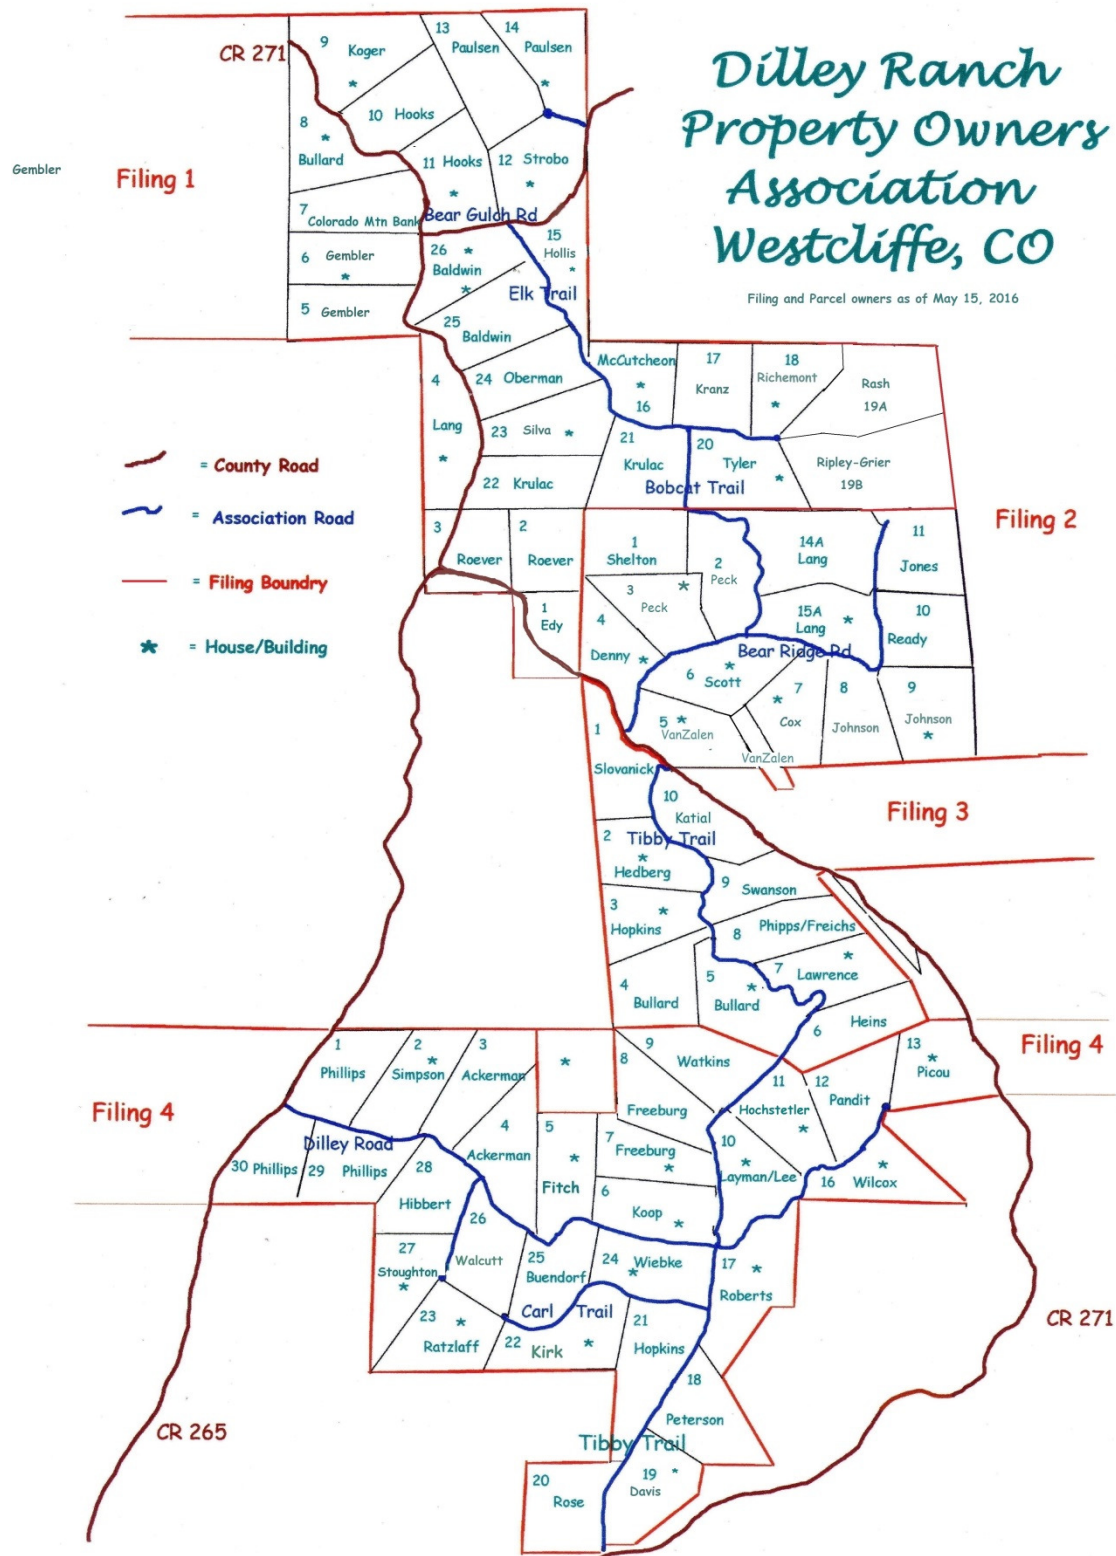 Dilley Ranch
Property Owners
Association
Westcliffe, CO
Filing and Parcel owners as of May 15, 2016
CR 271
9
Koger
13
Paulsen
14
Paulsen
8
Bullard
10 Hooks
11 Hooks
12 Strobo
Gembler
Filing 1
7
Colorado Mtn Bank
Bear Gulch Rd
6 Gembler
5 Gembler
26
Baldwin
15
Hollis
Elk Trail
25
Baldwin
4
Lang
24 Oberman
23 Silva
22 Krulac
McCutcheon
16
17
Kranz
18
Richemont
Rash
19A
21
Krulac
20
Tyler
Ripley-Grier
19B
Bobcat Trail
= County Road
= Association Road
= Filing Boundry
* = House/Building
Filing 2
3
Roever
2
Roever
1
Edy
1
Shelton
2
Peck
3
Peck
4
Denny
14A
Lang
15A
Lang
11
Jones
10
Ready
Bear Ridge Rd
6
Scott
5
VanZalen
VanZalen
7
Cox
8
Johnson
9
Johnson
Filing 3
1
Slovanick
10
Katial
Tibby Trail
2
Hedberg
9
Swanson
3
Hopkins
8
Phipps/Freichs
7
Lawrence
4
Bullard
5
Bullard
6
Heins
Filing 4
Filing 4
1
Phillips
2
Simpson
3
Ackerman
4
Ackerman
5
Fitch
8
Freeburg
9
Watkins
7
Freeburg
6
Koop
11
Hochstetler
12
Pandit
13
Picou
10
Layman/Lee
16 Wilcox
Dilley Road
30 Phillips
29 Phillips
28
Hibbert
27
Stoughton
26
Walcutt
25
Buendorf
24 Wiebke
17
Roberts
Carl Trail
23
Ratzlaff
22
Kirk
21
Hopkins
18
Peterson
Tibby Trail
19
Davis
20
Rose
CR 265
CR 271